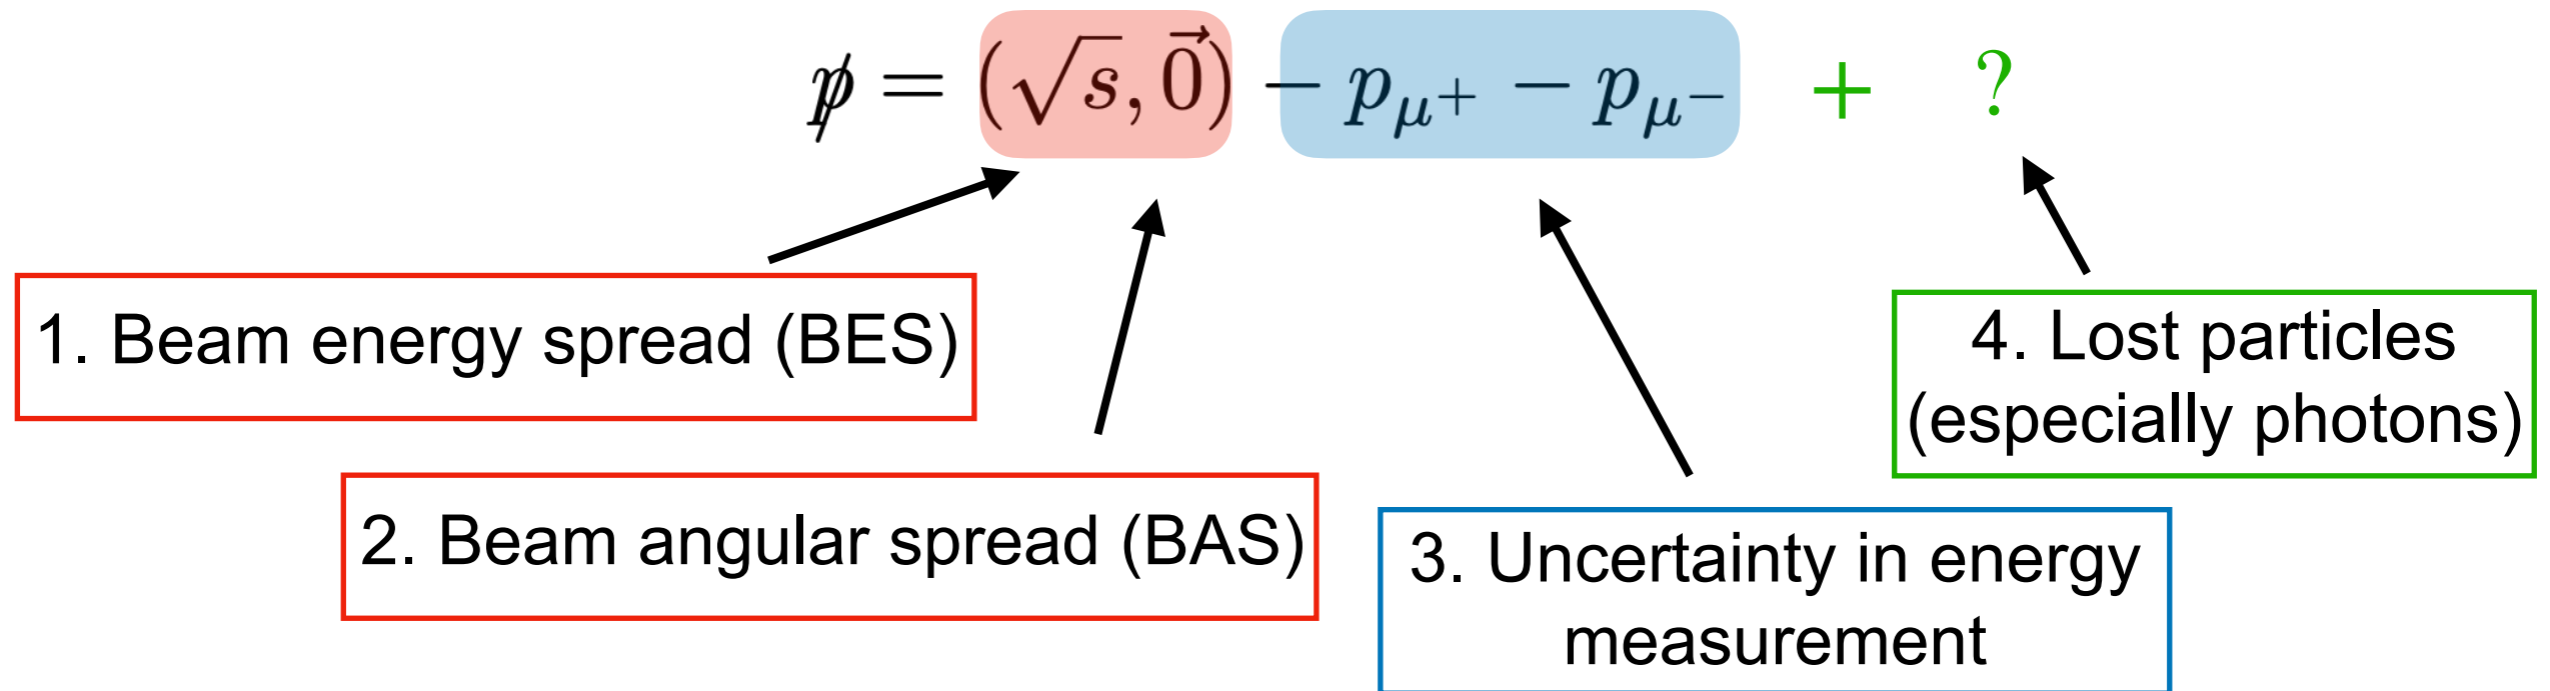 p̸ = (√s, 0⃗) − p_{μ⁺} − p_{μ⁻} + ?
1. Beam energy spread (BES)
2. Beam angular spread (BAS)
3. Uncertainty in energy
measurement
4. Lost particles
(especially photons)